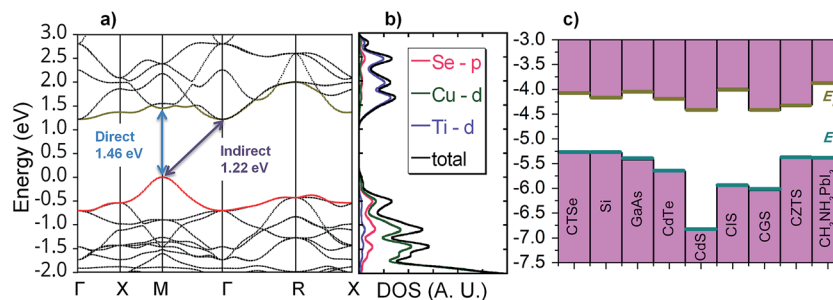 a)
b)
c)
3.0
2.5
2.0
1.5
1.0
0.5
0.0
-0.5
-1.0
-1.5
-2.0
Energy (eV)
Direct
1.46 eV
Indirect
1.22 eV
Γ X M Γ R X
Se - p
Cu - d
Ti - d
total
DOS (A. U.)
-3.0
-3.5
-4.0
-4.5
-5.0
-5.5
-6.0
-6.5
-7.0
-7.5
E
E
CTSe
Si
GaAs
CdTe
CdS
CIS
CGS
CZTS
CH3NH3PbI3